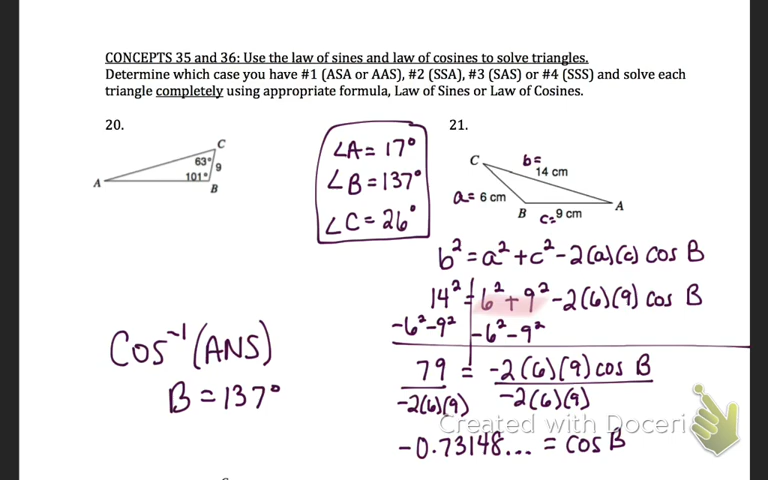 CONCEPTS 35 and 36: Use the law of sines and law of cosines to solve triangles.
Determine which case you have #1 (ASA or AAS), #2 (SSA), #3 (SAS) or #4 (SSS) and solve each
triangle completely using appropriate formula, Law of Sines or Law of Cosines.
20.
C
63°
9
101°
A
B
∠A = 17°
∠B = 137°
∠C = 26°
21.
C
b=
14 cm
a= 6 cm
B
c= 9 cm
A
b² = a² + c² - 2(a)(c) cos B
14² = 6² + 9² - 2(6)(9) cos B
-6² -9² -6² -9²
79 = -2(6)(9) cos B
-2(6)(9) -2(6)(9)
-0.73148... = cos B
Cos⁻¹(ANS)
B = 137°
Created with Doceri